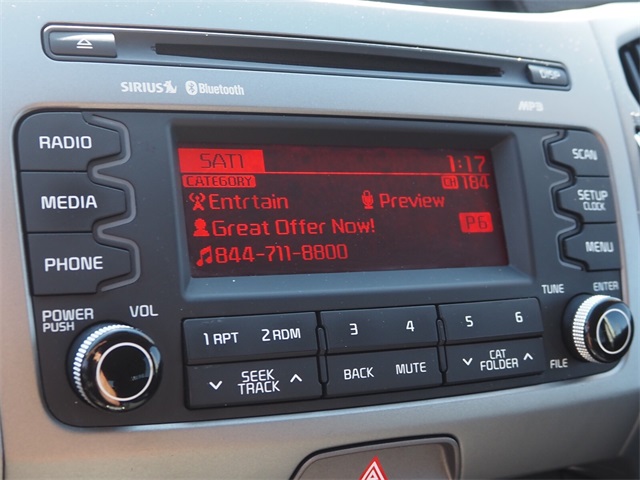 SIRIUS Bluetooth
DISP
MP3
RADIO
MEDIA
PHONE
POWER
PUSH
VOL
SAT1 1:17
CATEGORY CH 184
Entrtain Preview
Great Offer Now! P6
844-711-8800
SCAN
SETUP
CLOCK
MENU
TUNE
ENTER
FILE
1 RPT 2 RDM 3 4 5 6
SEEK
TRACK
BACK MUTE
CAT
FOLDER